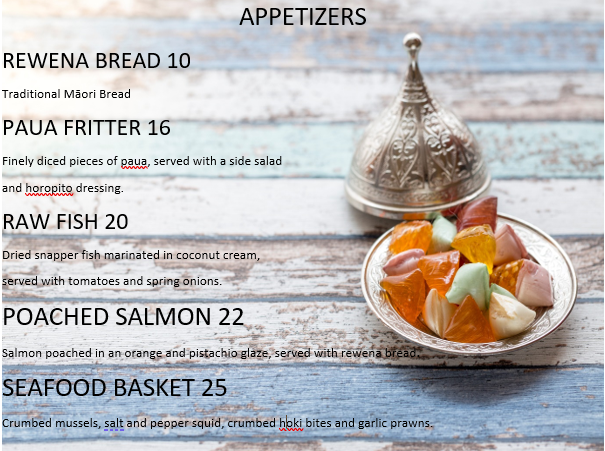 APPETIZERS
REWENA BREAD 10
Traditional Māori Bread
PAUA FRITTER 16
Finely diced pieces of paua, served with a side salad
and horopito dressing.
RAW FISH 20
Dried snapper fish marinated in coconut cream,
served with tomatoes and spring onions.
POACHED SALMON 22
Salmon poached in an orange and pistachio glaze, served with rewena bread.
SEAFOOD BASKET 25
Crumbed mussels, salt and pepper squid, crumbed hoki bites and garlic prawns.